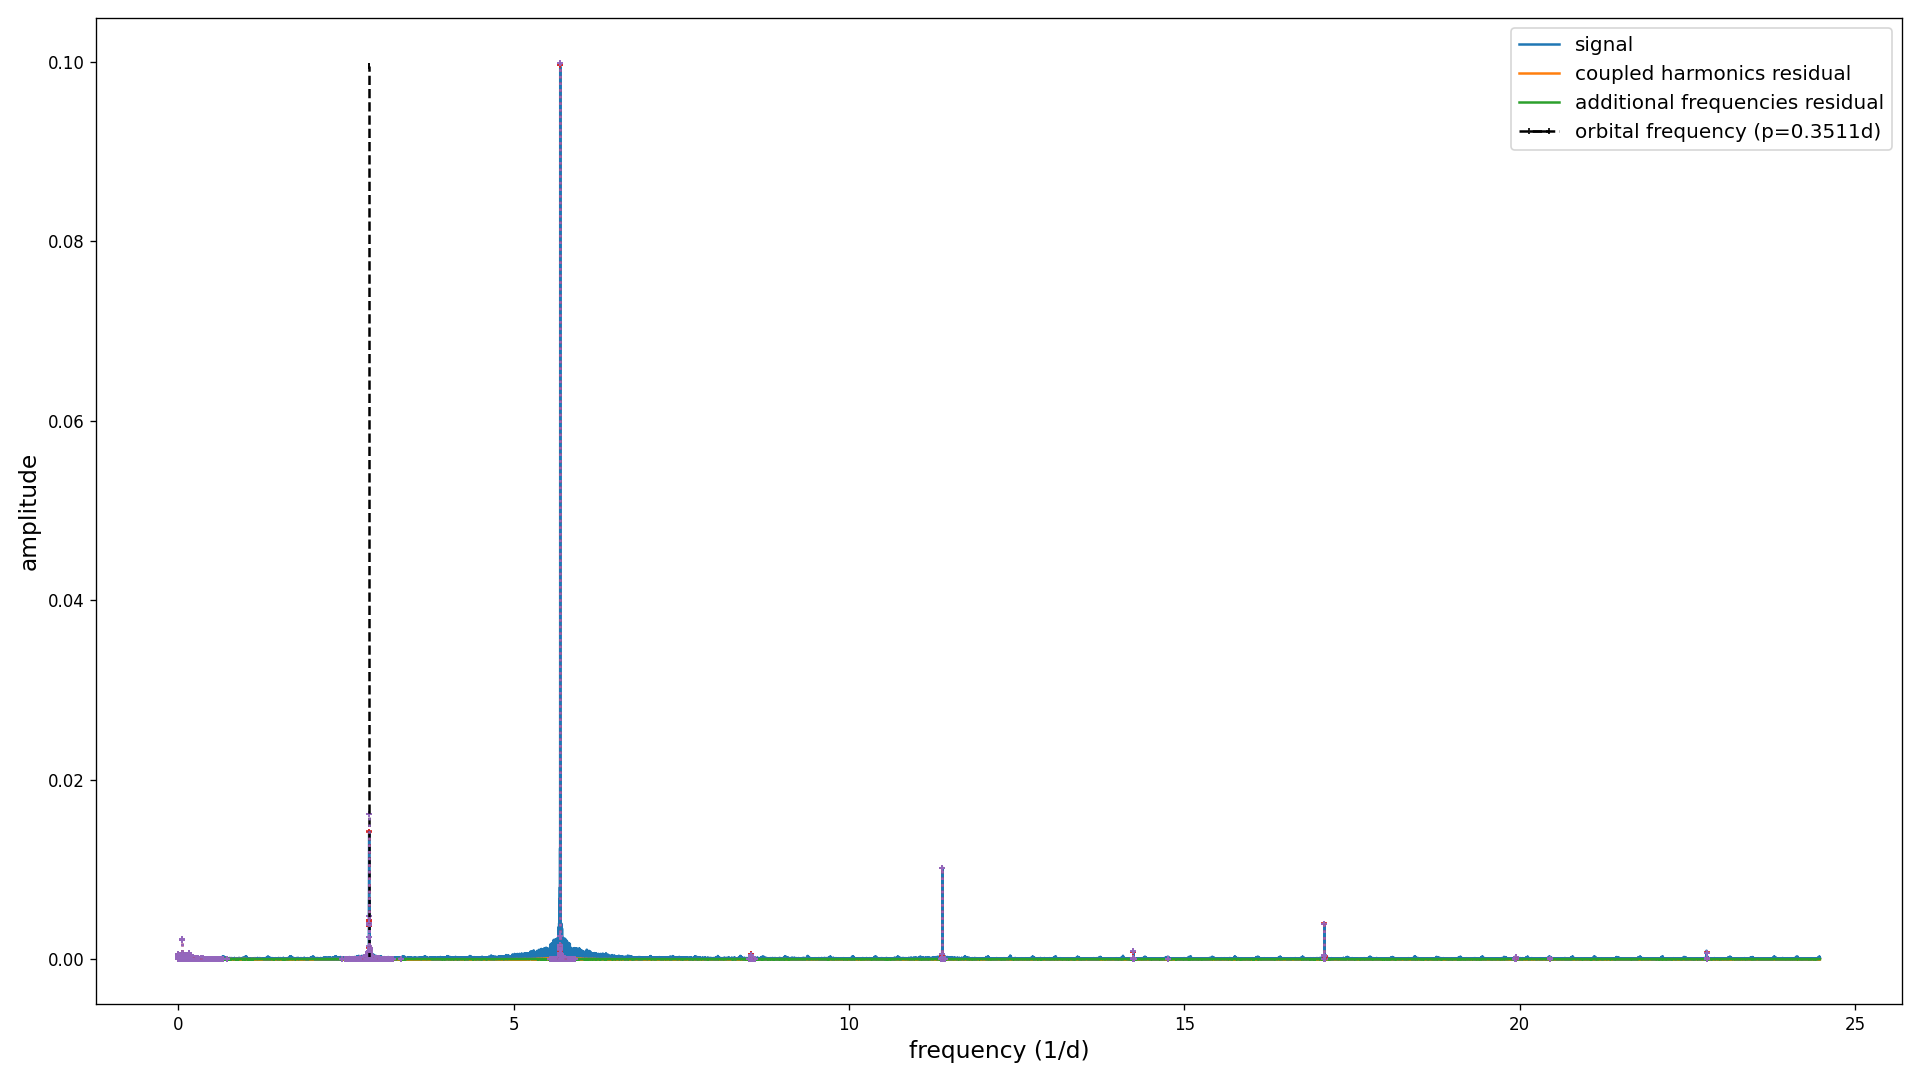 signal
coupled harmonics residual
additional frequencies residual
orbital frequency (p=0.3511d)
amplitude
0.10
0.08
0.06
0.04
0.02
0.00
0
5
10
15
20
25
frequency (1/d)